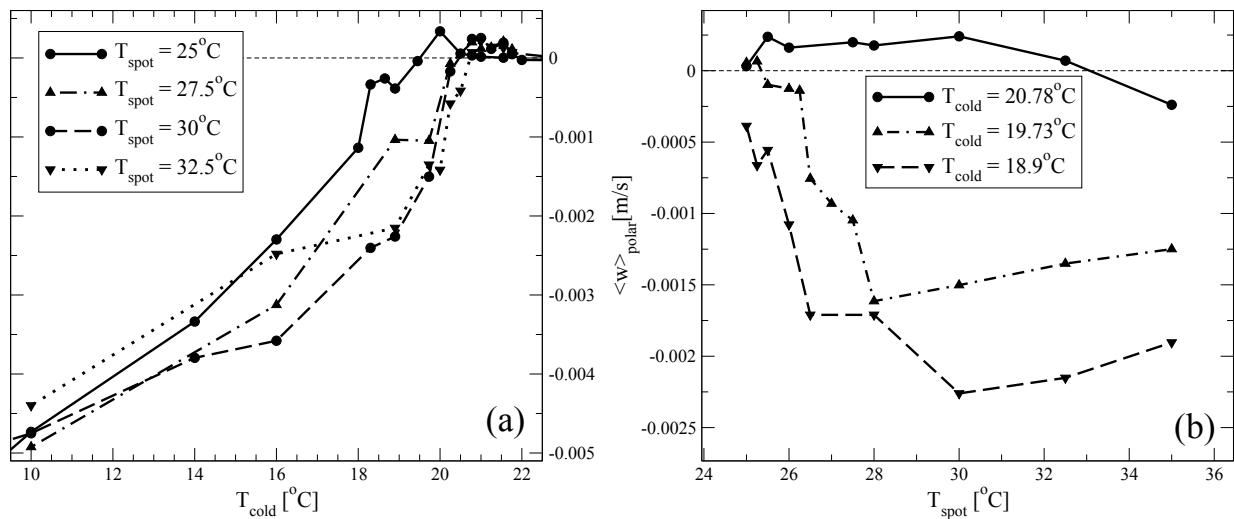 T_spot = 25°C
T_spot = 27.5°C
T_spot = 30°C
T_spot = 32.5°C
0
-0.001
-0.002
-0.003
-0.004
-0.005
(a)
10 12 14 16 18 20 22
T_cold [°C]
<w>_polar[m/s]
0
-0.0005
-0.001
-0.0015
-0.002
-0.0025
T_cold = 20.78°C
T_cold = 19.73°C
T_cold = 18.9°C
(b)
24 26 28 30 32 34 36
T_spot [°C]